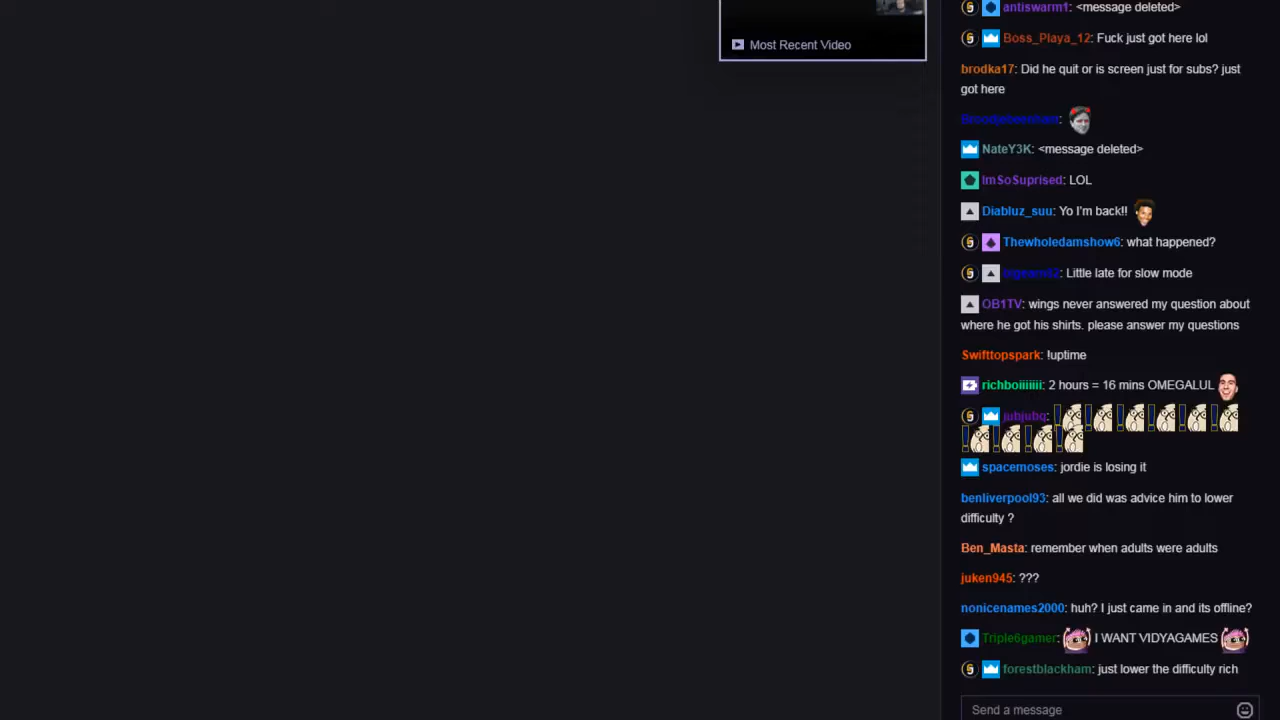 antiswarm1: <message deleted>
Most Recent Video
Boss_Playa_12: Fuck just got here lol
brodka17: Did he quit or is screen just for subs? just
got here
NateY3K: <message deleted>
ImSoSuprised: LOL
Diabluz_suu: Yo I'm back!!
Thewholedamshow6: what happened?
Little late for slow mode
OB1TV: wings never answered my question about
where he got his shirts. please answer my questions
Swifttopspark: !uptime
richboiiiiiii: 2 hours = 16 mins OMEGALUL
jubjubq:
spacemoses: jordie is losing it
benliverpool93: all we did was advice him to lower
difficulty ?
Ben_Masta: remember when adults were adults
juken945: ???
nonicenames2000: huh? I just came in and its offline?
Triple6gamer: I WANT VIDYAGAMES
forestblackham: just lower the difficulty rich
Send a message